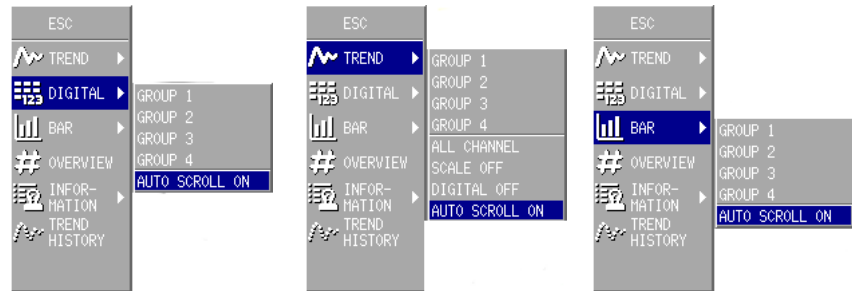 ESC
TREND
DIGITAL
BAR
OVERVIEW
INFOR-
MATION
TREND
HISTORY
GROUP 1
GROUP 2
GROUP 3
GROUP 4
AUTO SCROLL ON
ESC
TREND
DIGITAL
BAR
OVERVIEW
INFOR-
MATION
TREND
HISTORY
GROUP 1
GROUP 2
GROUP 3
GROUP 4
ALL CHANNEL
SCALE OFF
DIGITAL OFF
AUTO SCROLL ON
ESC
TREND
DIGITAL
BAR
OVERVIEW
INFOR-
MATION
TREND
HISTORY
GROUP 1
GROUP 2
GROUP 3
GROUP 4
AUTO SCROLL ON